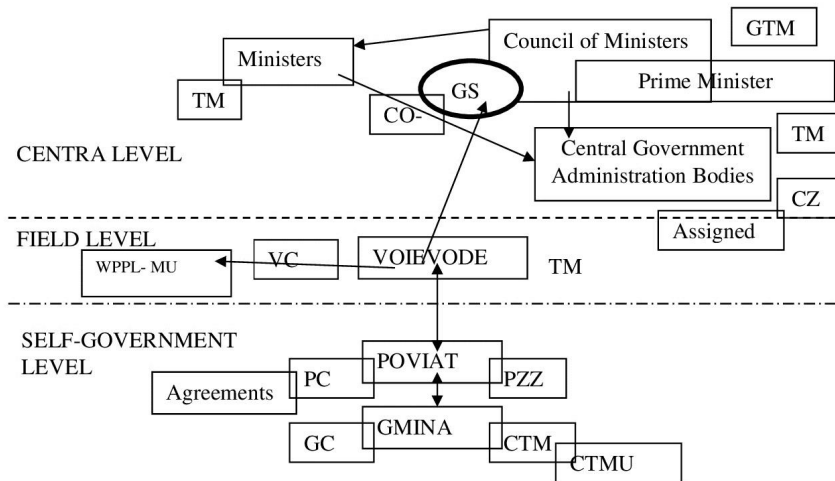 GTM
Council of Ministers
Ministers
Prime Minister
GS
TM
CO-
TM
Central Government
Administration Bodies
CENTRA LEVEL
CZ
Assigned
FIELD LEVEL
VC
VOIEVODE
TM
WPPL- MU
SELF-GOVERNMENT
LEVEL
POVIAT
PC
PZZ
Agreements
GMINA
GC
CTM
CTMU